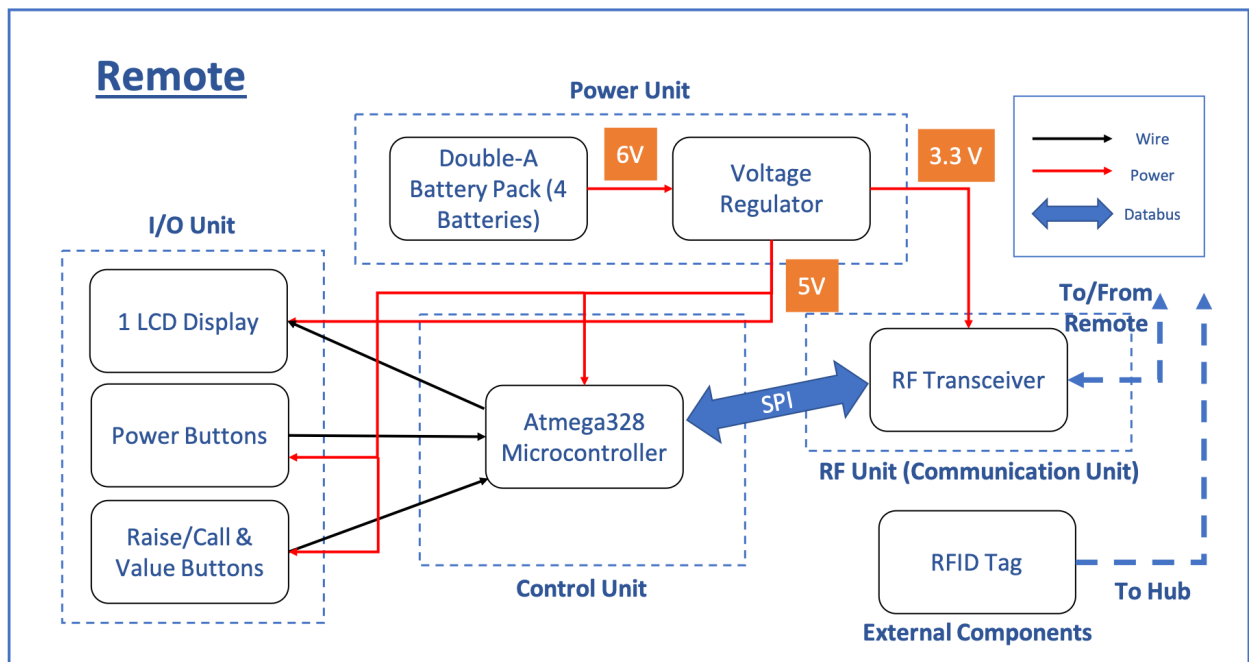 Remote
Power Unit
Double-A
Battery Pack (4
Batteries)
6V
Voltage
Regulator
3.3 V
5V
Wire
Power
Databus
I/O Unit
1 LCD Display
Power Buttons
Raise/Call &
Value Buttons
Atmega328
Microcontroller
Control Unit
SPI
To/From
Remote
RF Transceiver
RF Unit (Communication Unit)
RFID Tag
To Hub
External Components